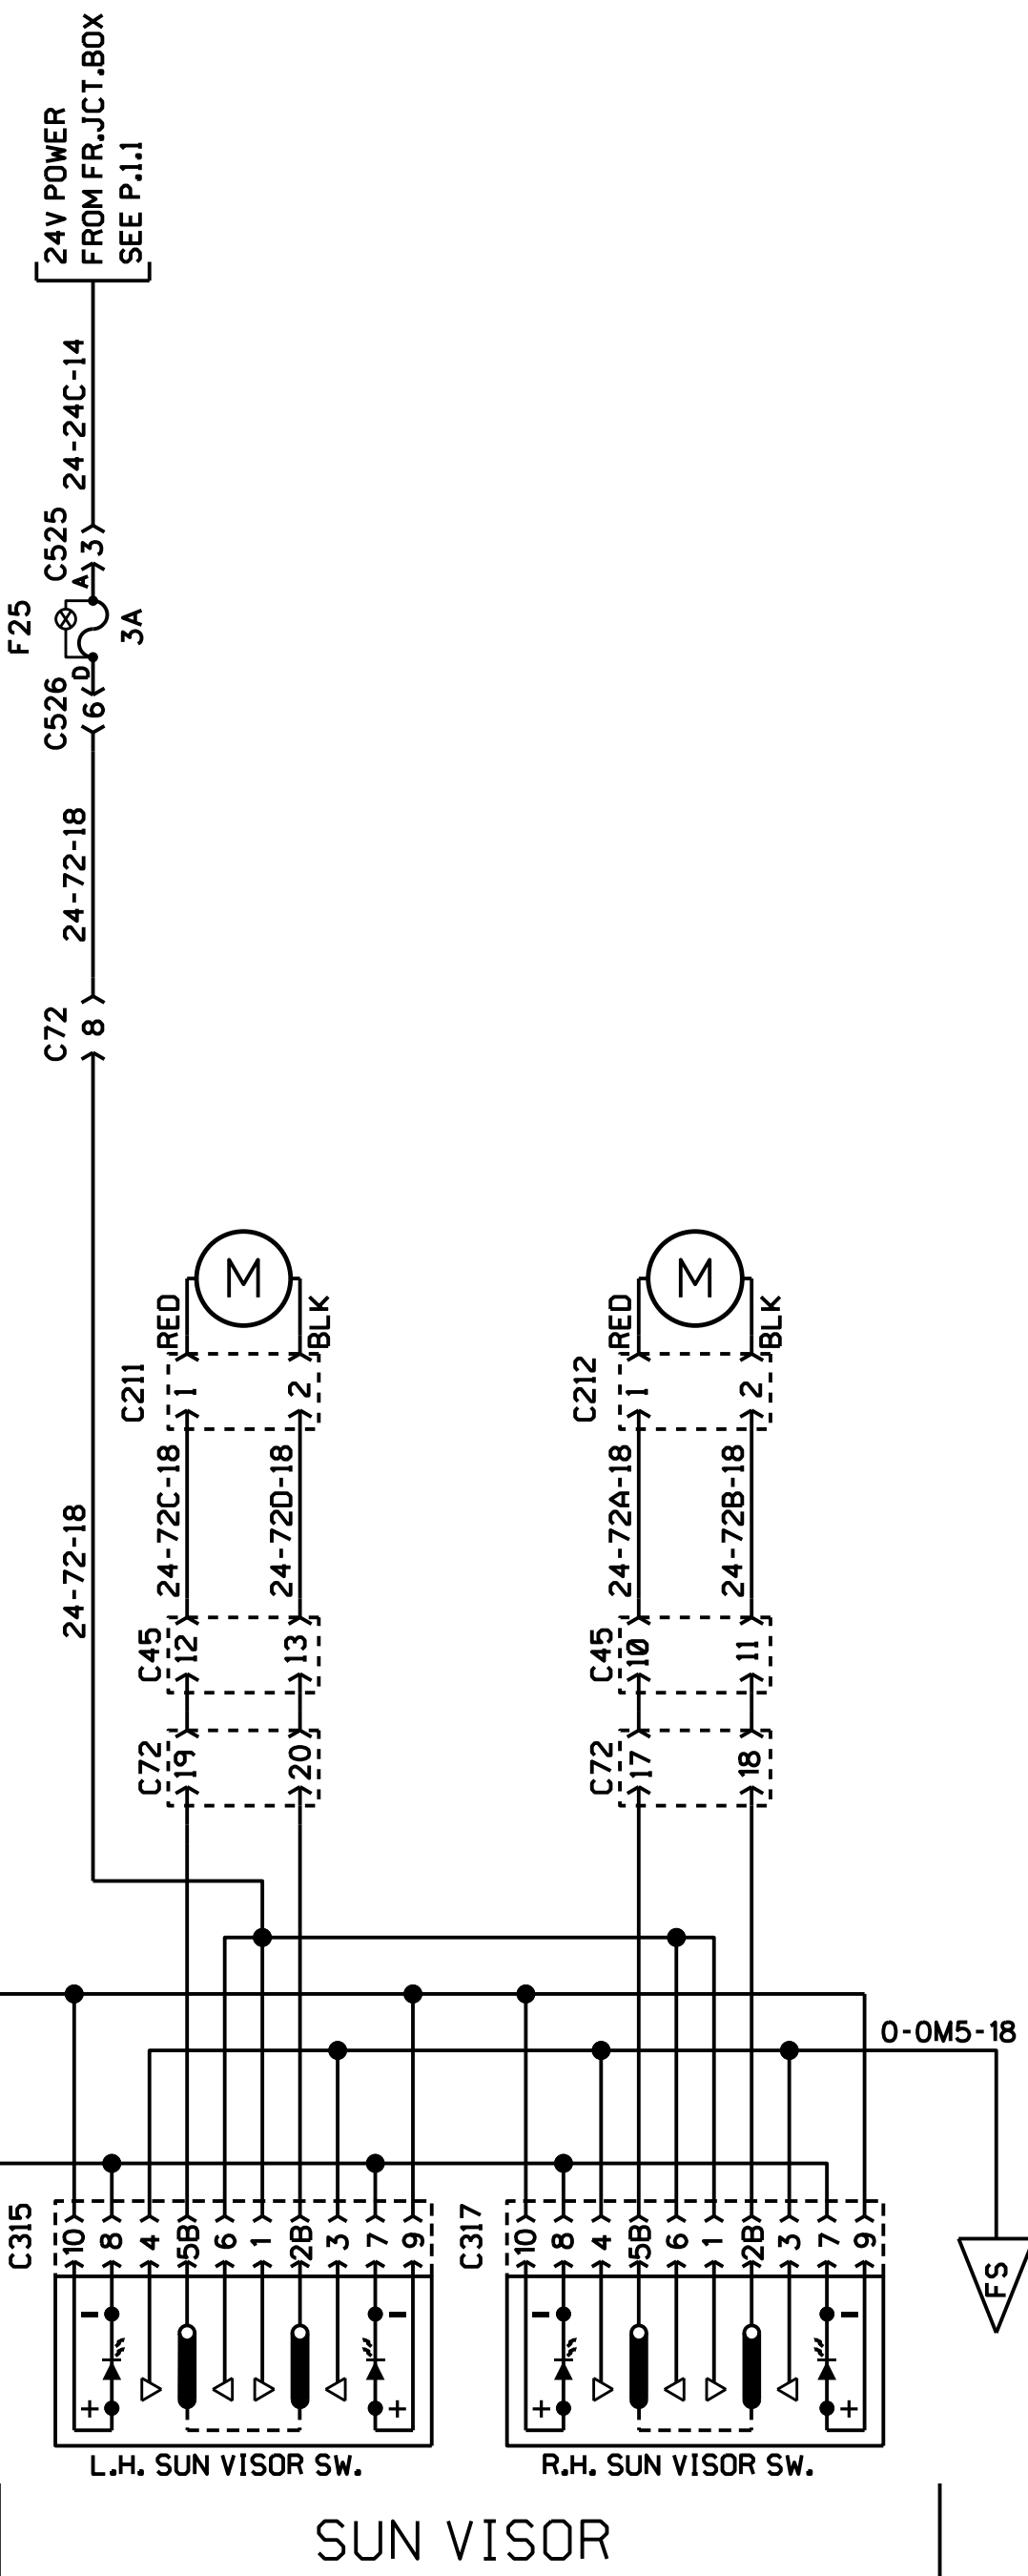 24V POWER
FROM FR.JCT.BOX
SEE P.1.1
24-24C-14
C525
3
A
F25
3A
D
C526
6
24-72-18
C72
8
24-72-18
M
M
RED
BLK
RED
BLK
C211
1
2
C212
1
2
24-72C-18
24-72D-18
24-72A-18
24-72B-18
C45
12
13
C45
10
11
C72
19
20
C72
17
18
0-0M5-18
C315
10
8
4
5B
6
1
2B
3
7
9
C317
10
8
4
5B
6
1
2B
3
7
9
FS
- -
- -
+ +
+ +
L.H. SUN VISOR SW.
R.H. SUN VISOR SW.
SUN VISOR